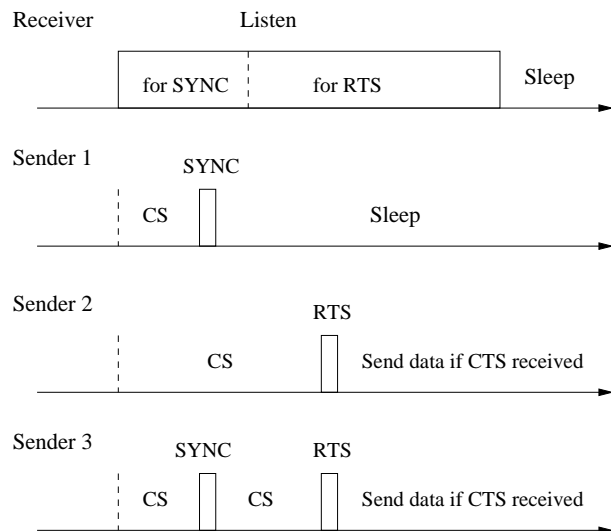 Receiver Listen
for SYNC for RTS Sleep
Sender 1
SYNC
CS Sleep
Sender 2
RTS
CS Send data if CTS received
Sender 3
SYNC RTS
CS CS Send data if CTS received